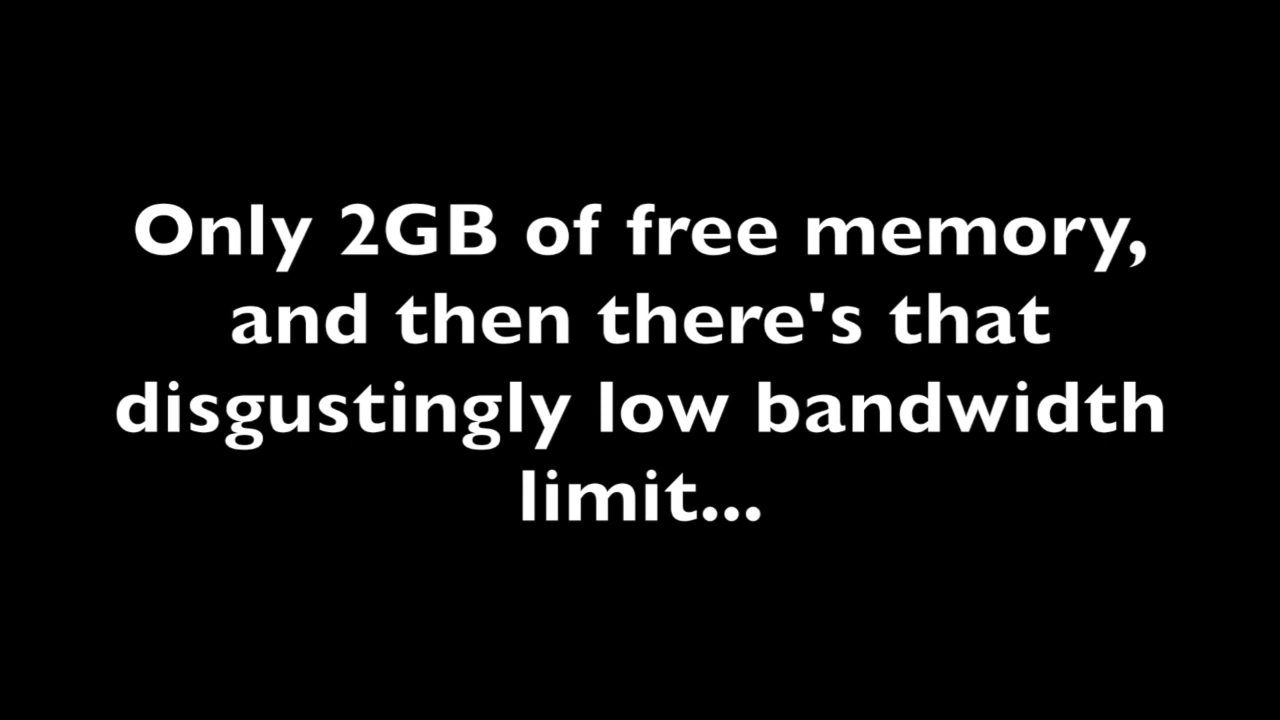 Only 2GB of free memory,
and then there's that
disgustingly low bandwidth
limit...